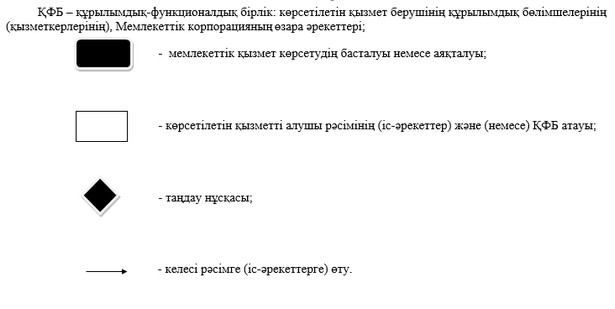 ҚФБ – құрылымдық-функционалдық бірлік: көрсетілетін қызмет берушінің құрылымдық бөлімшелерінің
(қызметкерлерінің), Мемлекеттік корпорацияның өзара әрекеттері;
- мемлекеттік қызмет көрсетудің басталуы немесе аяқталуы;
- көрсетілетін қызметті алушы рәсімінің (іс-әрекеттер) және (немесе) ҚФБ атауы;
- таңдау нұсқасы;
- келесі рәсімге (іс-әрекеттерге) өту.